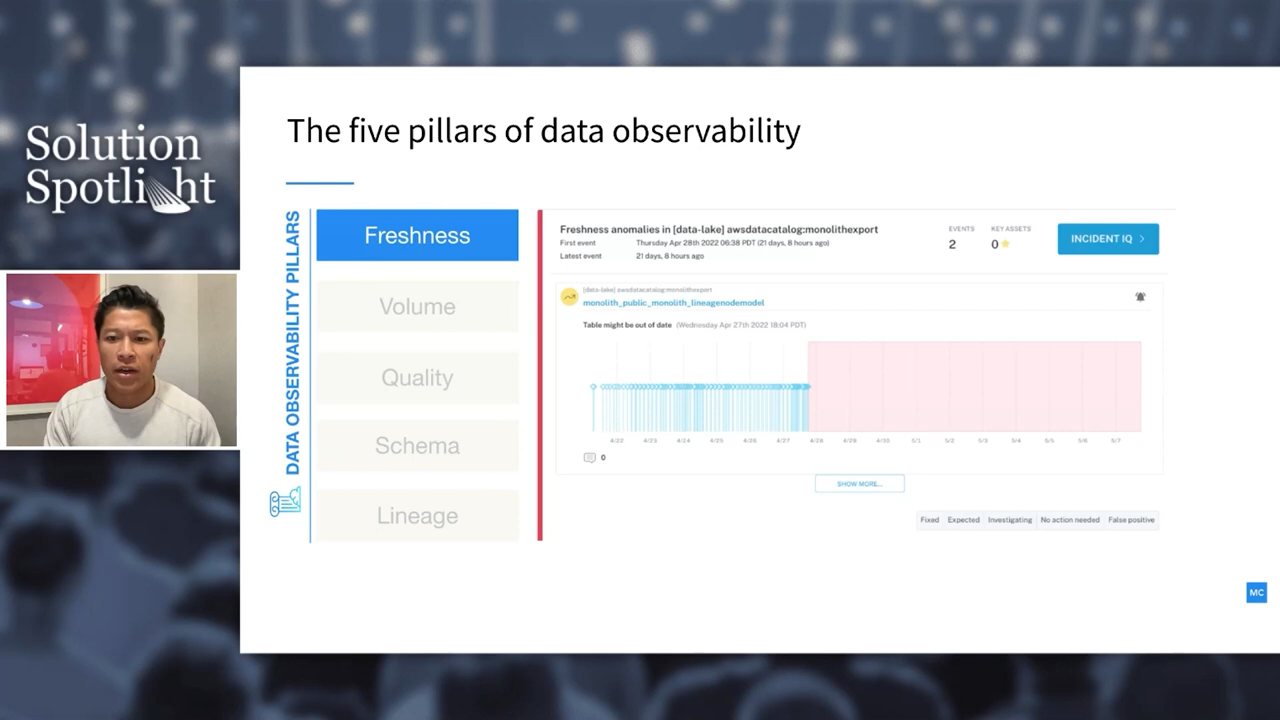 Solution
Spotlight
The five pillars of data observability
DATA OBSERVABILITY PILLARS
Freshness
Volume
Quality
Schema
Lineage
Freshness anomalies in [data-lake] awsdatacatalog:monolithexport
First event Thursday Apr 28th 2022 06:38 PDT (21 days, 8 hours ago)
Latest event 21 days, 8 hours ago
EVENTS KEY ASSETS
2 0
INCIDENT IQ
[data-lake] awsdatacatalog:monolithexport
monolith_public_monolith_lineagenodemodel
Table might be out of date (Wednesday Apr 27th 2022 18:04 PDT)
4/22 4/23 4/24 4/25 4/26 4/27 4/28 4/29 4/30 5/1 5/2 5/3 5/4 5/5 5/6 5/7
0
SHOW MORE...
Fixed Expected Investigating No action needed False positive
MC